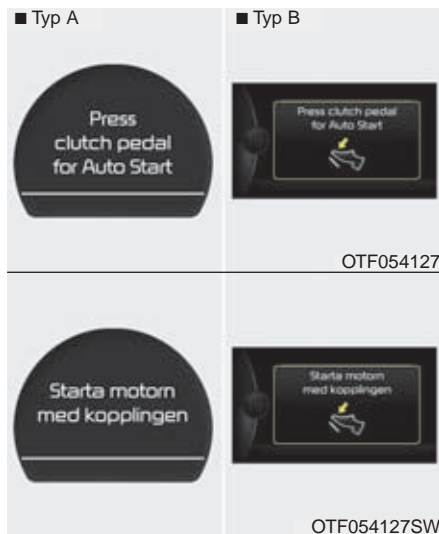 ■ Typ A
■ Typ B
Press
clutch pedal
for Auto Start
Press clutch pedal
for Auto Start
OTF054127
Starta motorn
med kopplingen
Starta motorn
med kopplingen
OTF054127SW